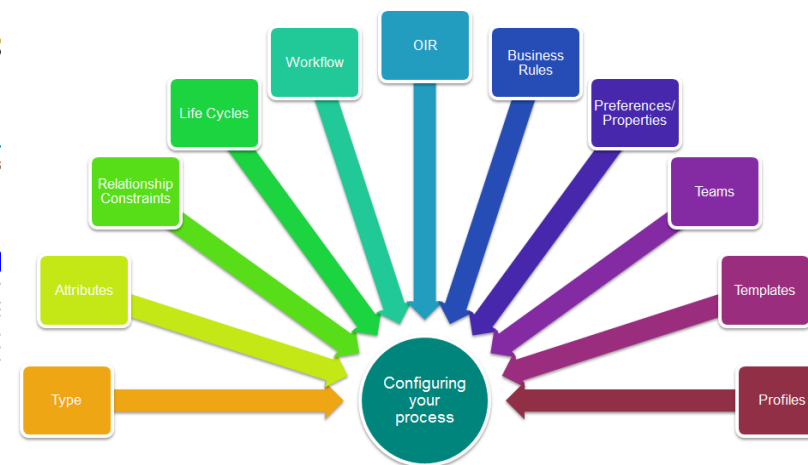 OIR
Workflow
Business
Rules
Life Cycles
Preferences/
Properties
Relationship
Constraints
Teams
Attributes
Templates
Type
Configuring
your
process
Profiles